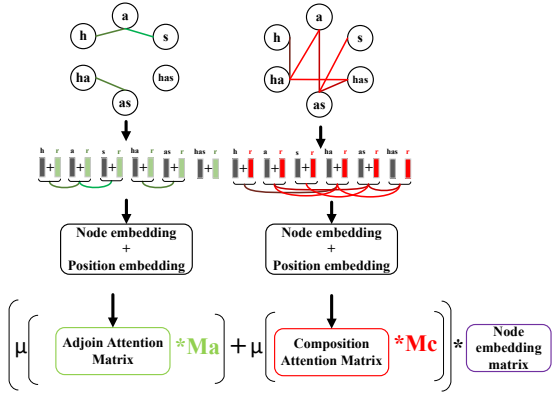 a a
h s h s
ha has ha has
as as
h r a r s r ha r as r has r h r a r s r ha r as r has r
+ + + + + + + + + + + +
Node embedding Node embedding
+ +
Position embedding Position embedding
( μ ( Adjoin Attention Matrix *Ma ) + μ ( Composition Attention Matrix *Mc ) ) * Node embedding matrix